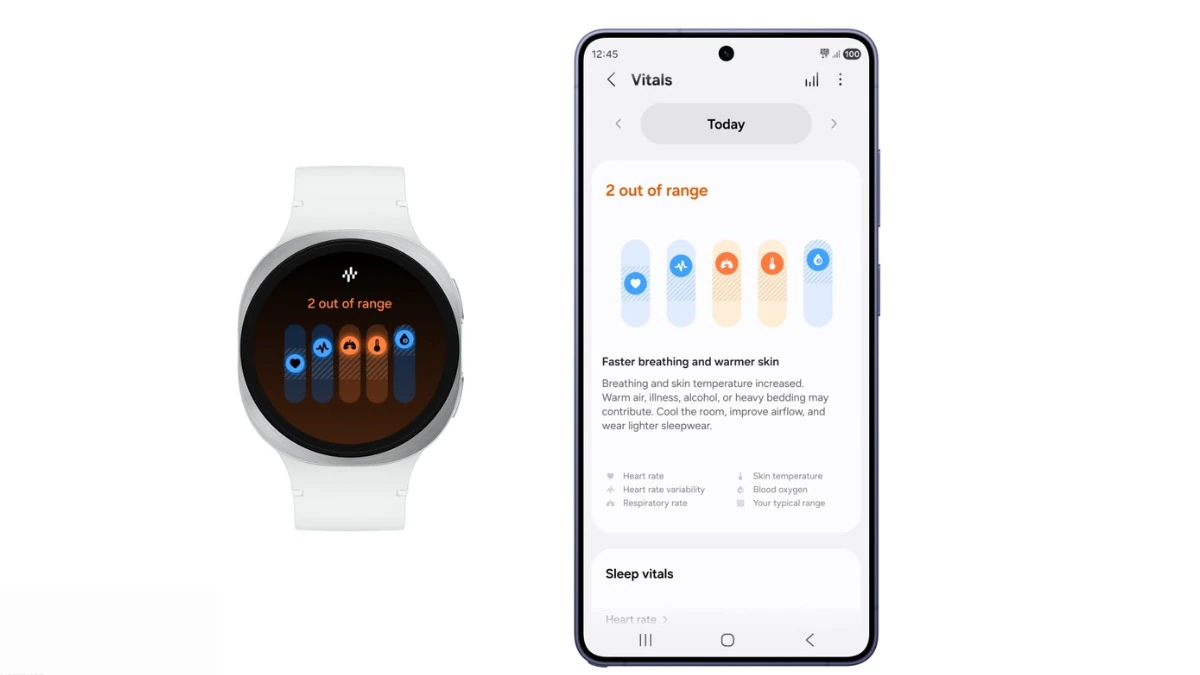 2 out of range
12:45
100
Vitals
Today
2 out of range
Faster breathing and warmer skin
Breathing and skin temperature increased.
Warm air, illness, alcohol, or heavy bedding may
contribute. Cool the room, improve airflow, and
wear lighter sleepwear.
Heart rate
Skin temperature
Heart rate variability
Blood oxygen
Respiratory rate
Your typical range
Sleep vitals
Heart rate